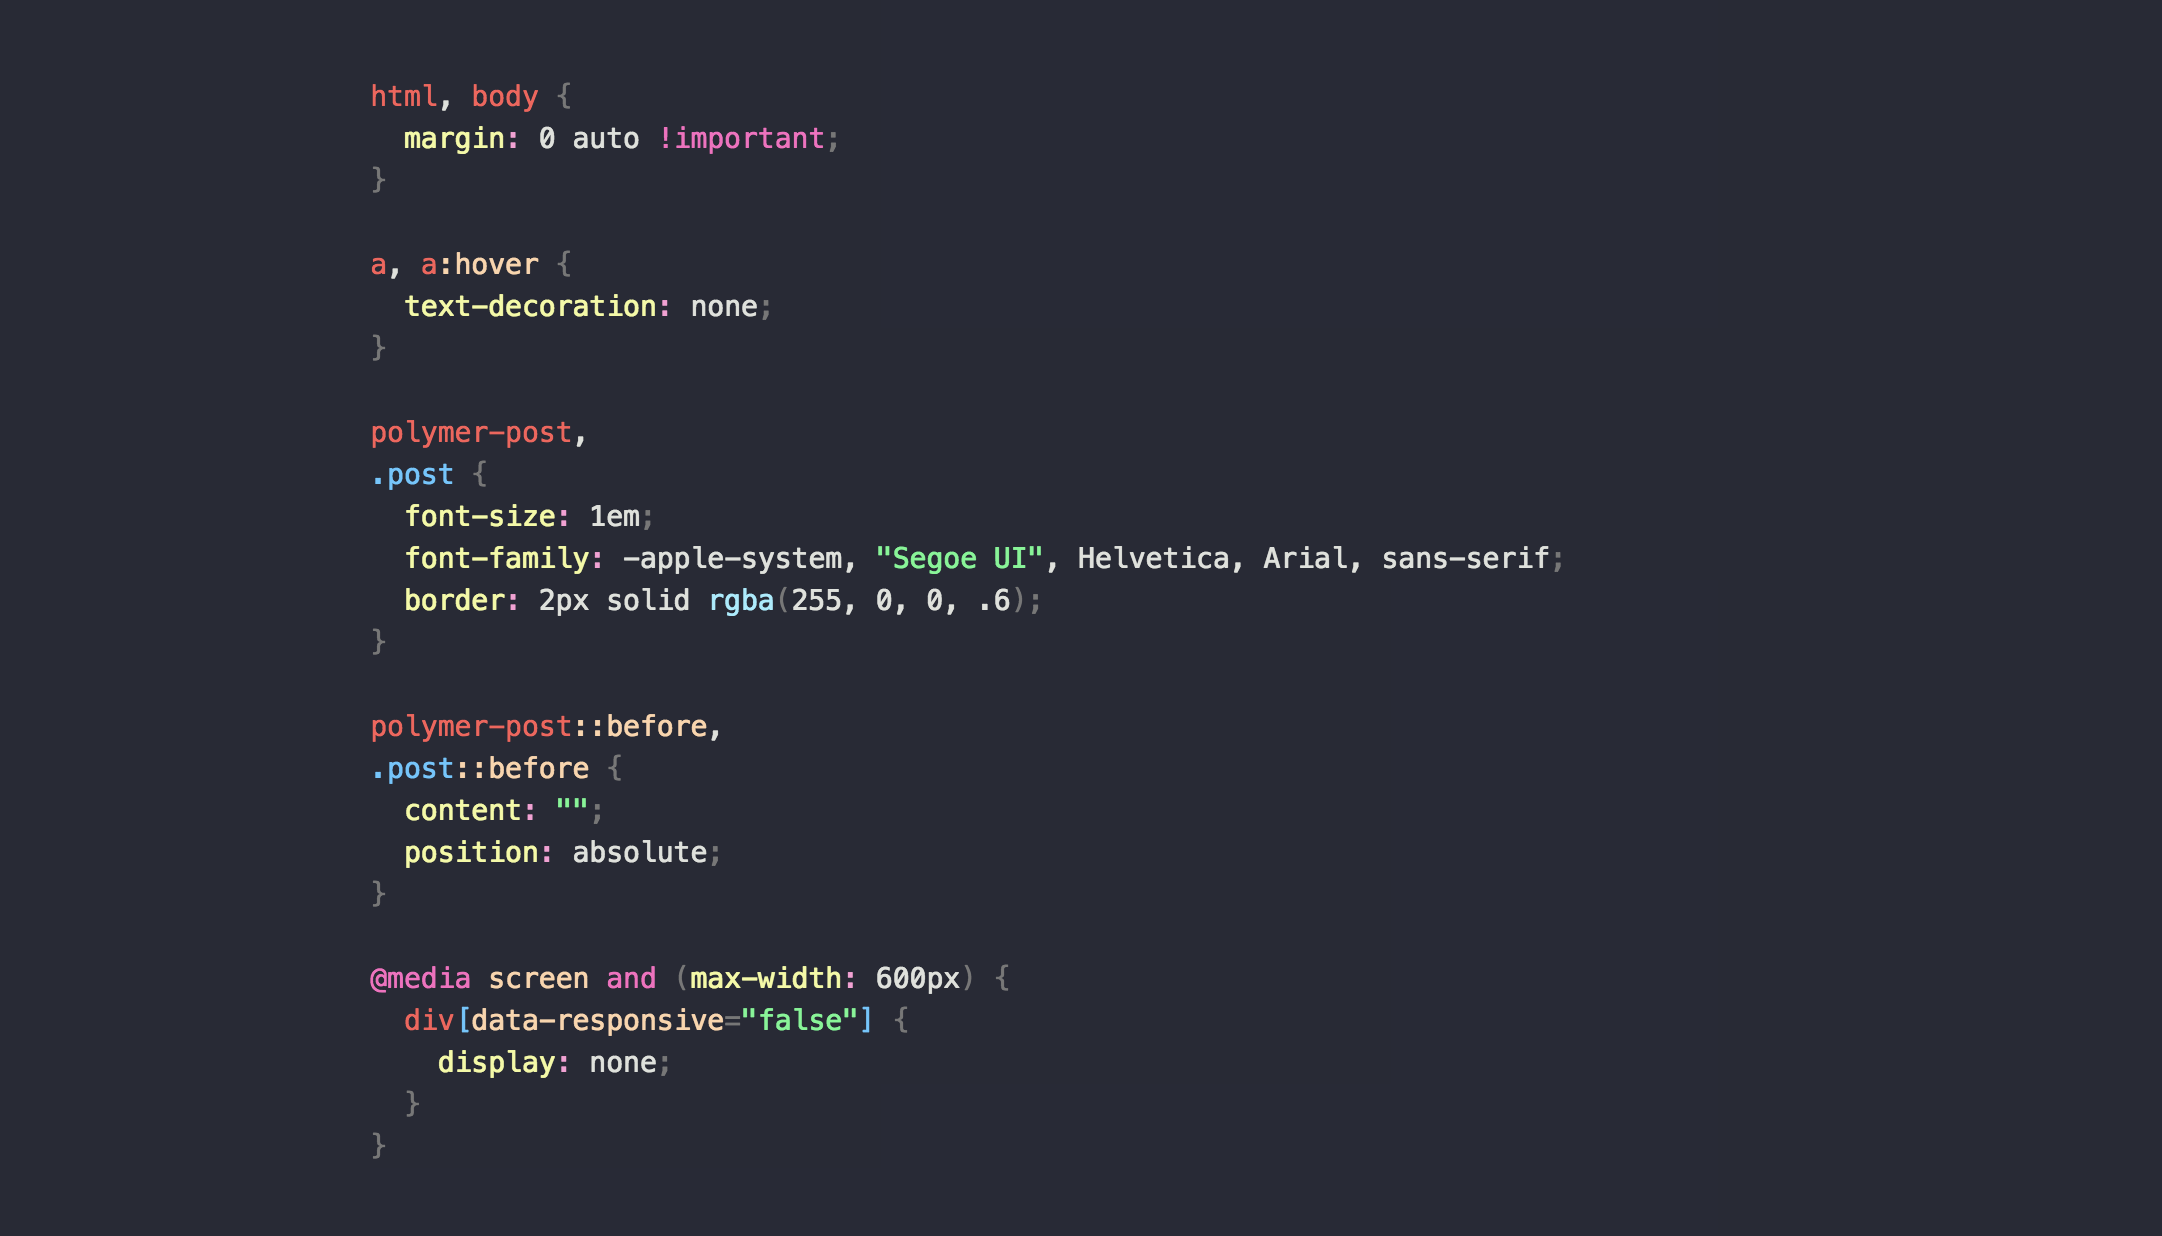 html, body {
  margin: 0 auto !important;
}

a, a:hover {
  text-decoration: none;
}

polymer-post,
.post {
  font-size: 1em;
  font-family: -apple-system, "Segoe UI", Helvetica, Arial, sans-serif;
  border: 2px solid rgba(255, 0, 0, .6);
}

polymer-post::before,
.post::before {
  content: "";
  position: absolute;
}

@media screen and (max-width: 600px) {
  div[data-responsive="false"] {
    display: none;
  }
}